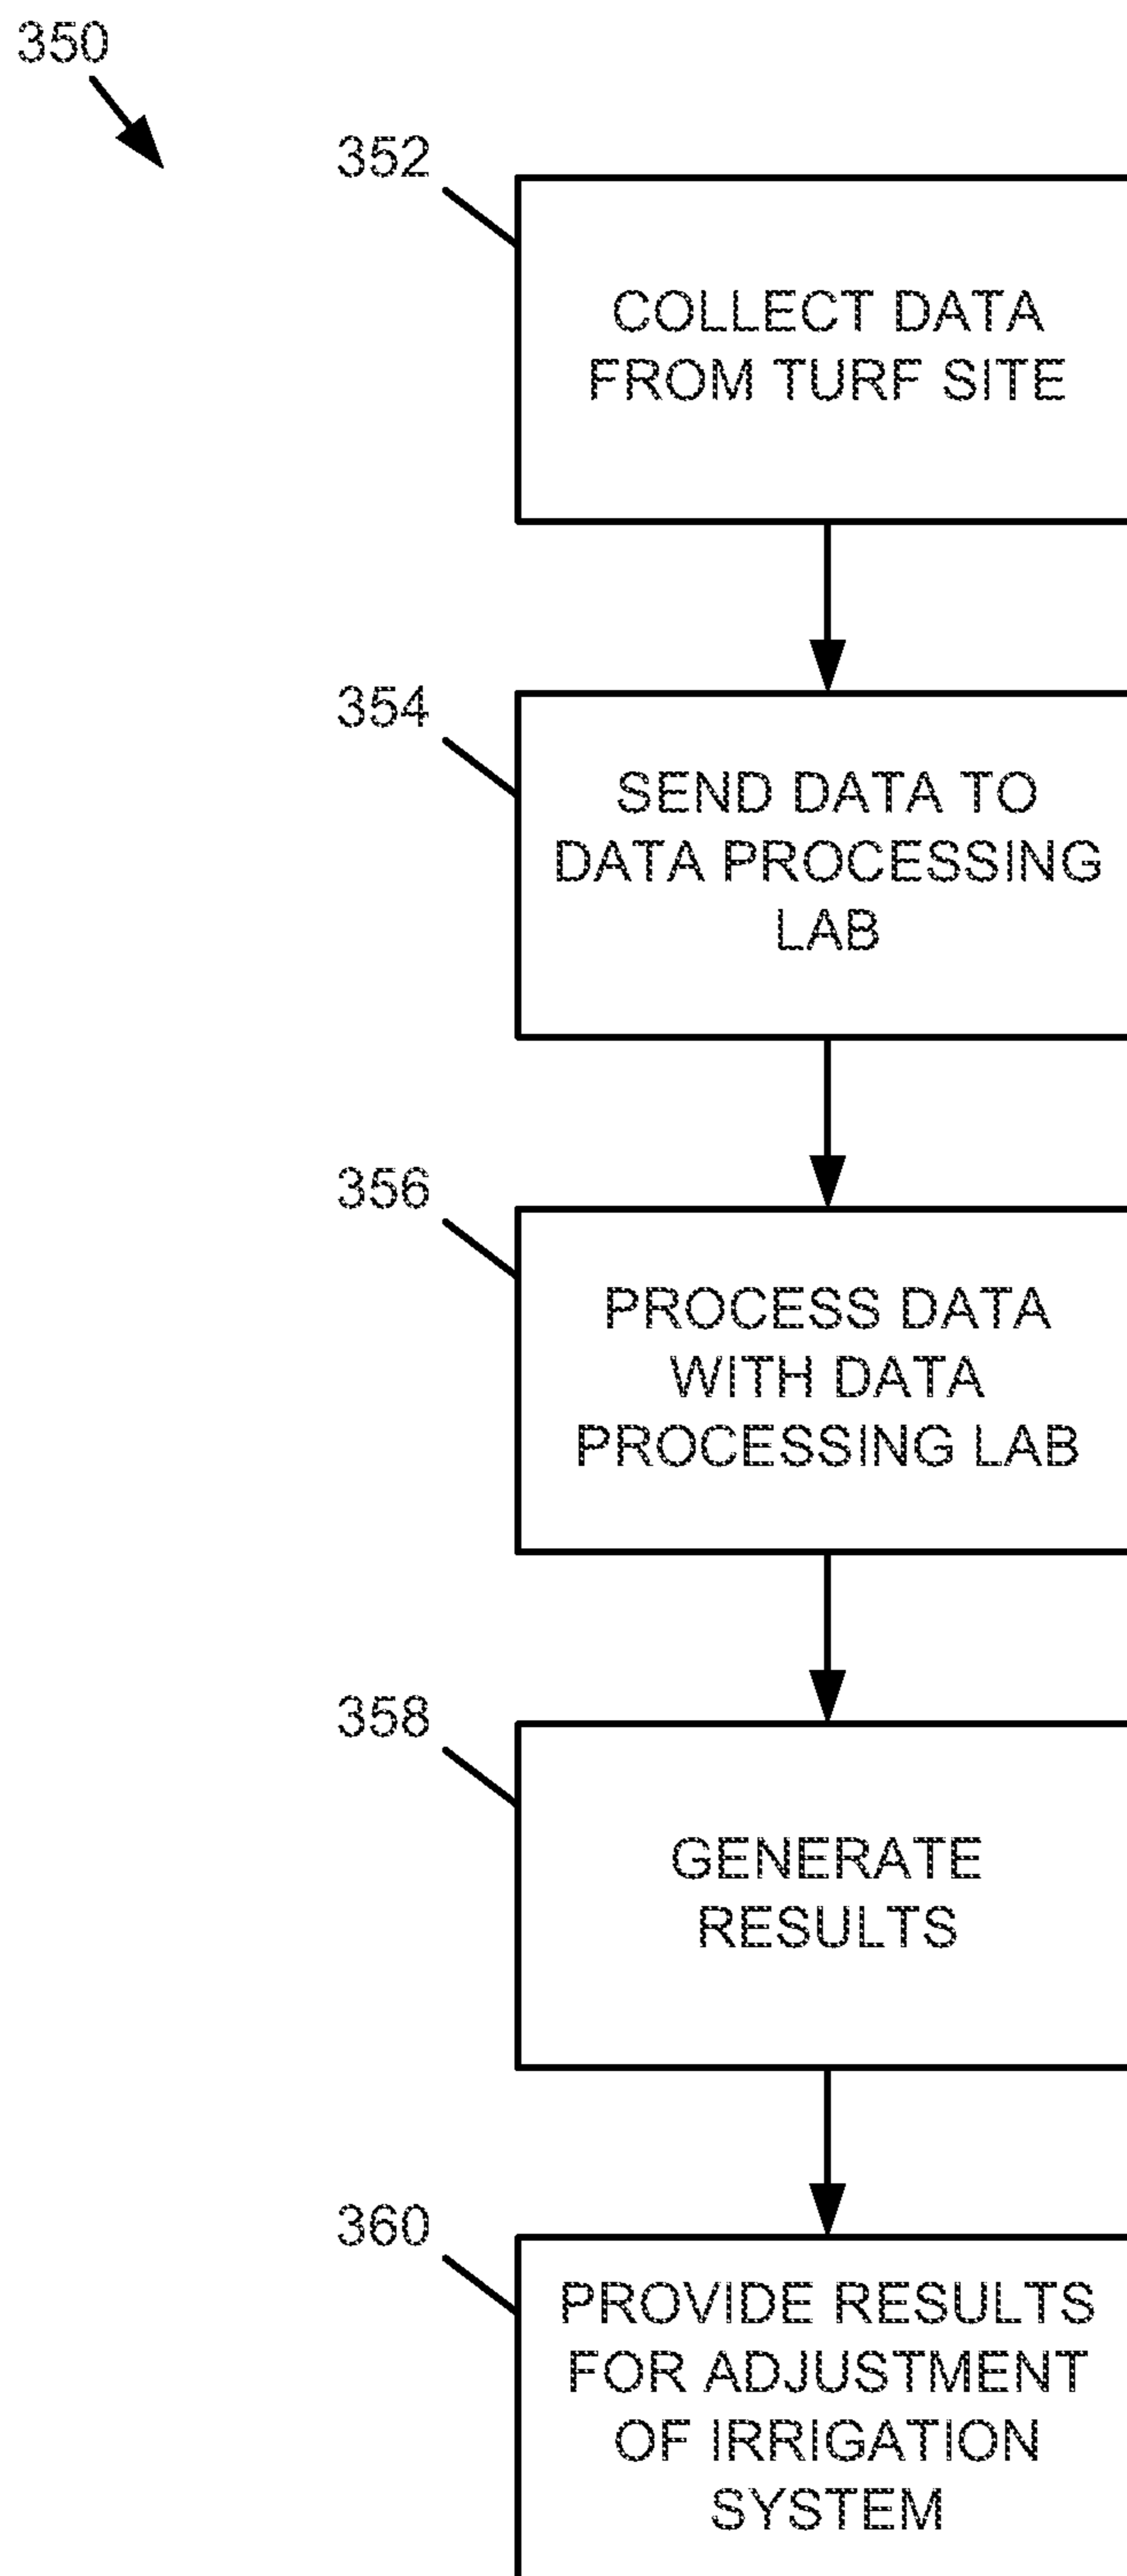 350
352
COLLECT DATA
FROM TURF SITE
354
SEND DATA TO
DATA PROCESSING
LAB
356
PROCESS DATA
WITH DATA
PROCESSING LAB
358
GENERATE
RESULTS
360
PROVIDE RESULTS
FOR ADJUSTMENT
OF IRRIGATION
SYSTEM